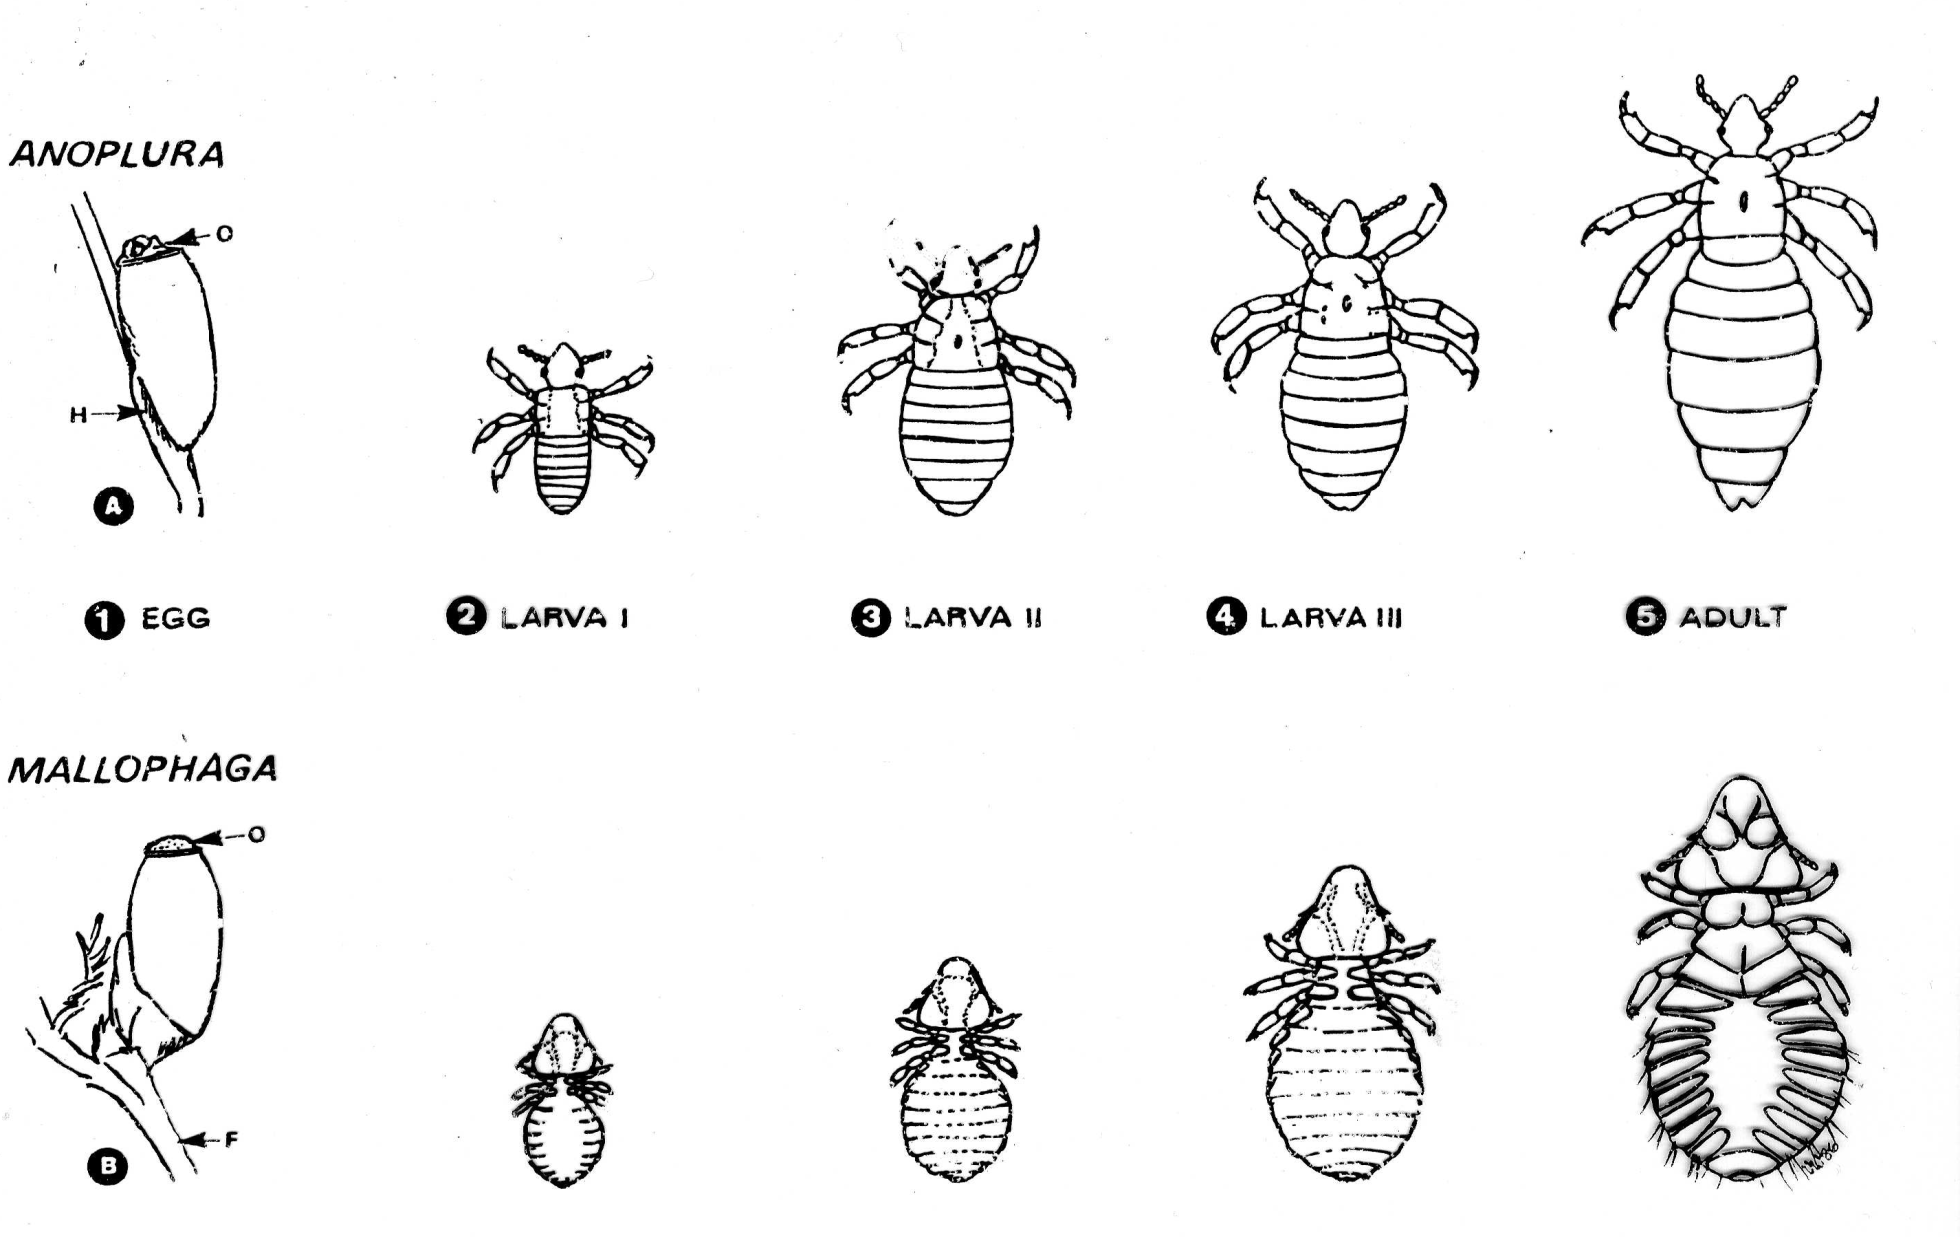 ANOPLURA
O
H
A
1 EGG
2 LARVA I
3 LARVA II
4 LARVA III
5 ADULT
MALLOPHAGA
O
F
B